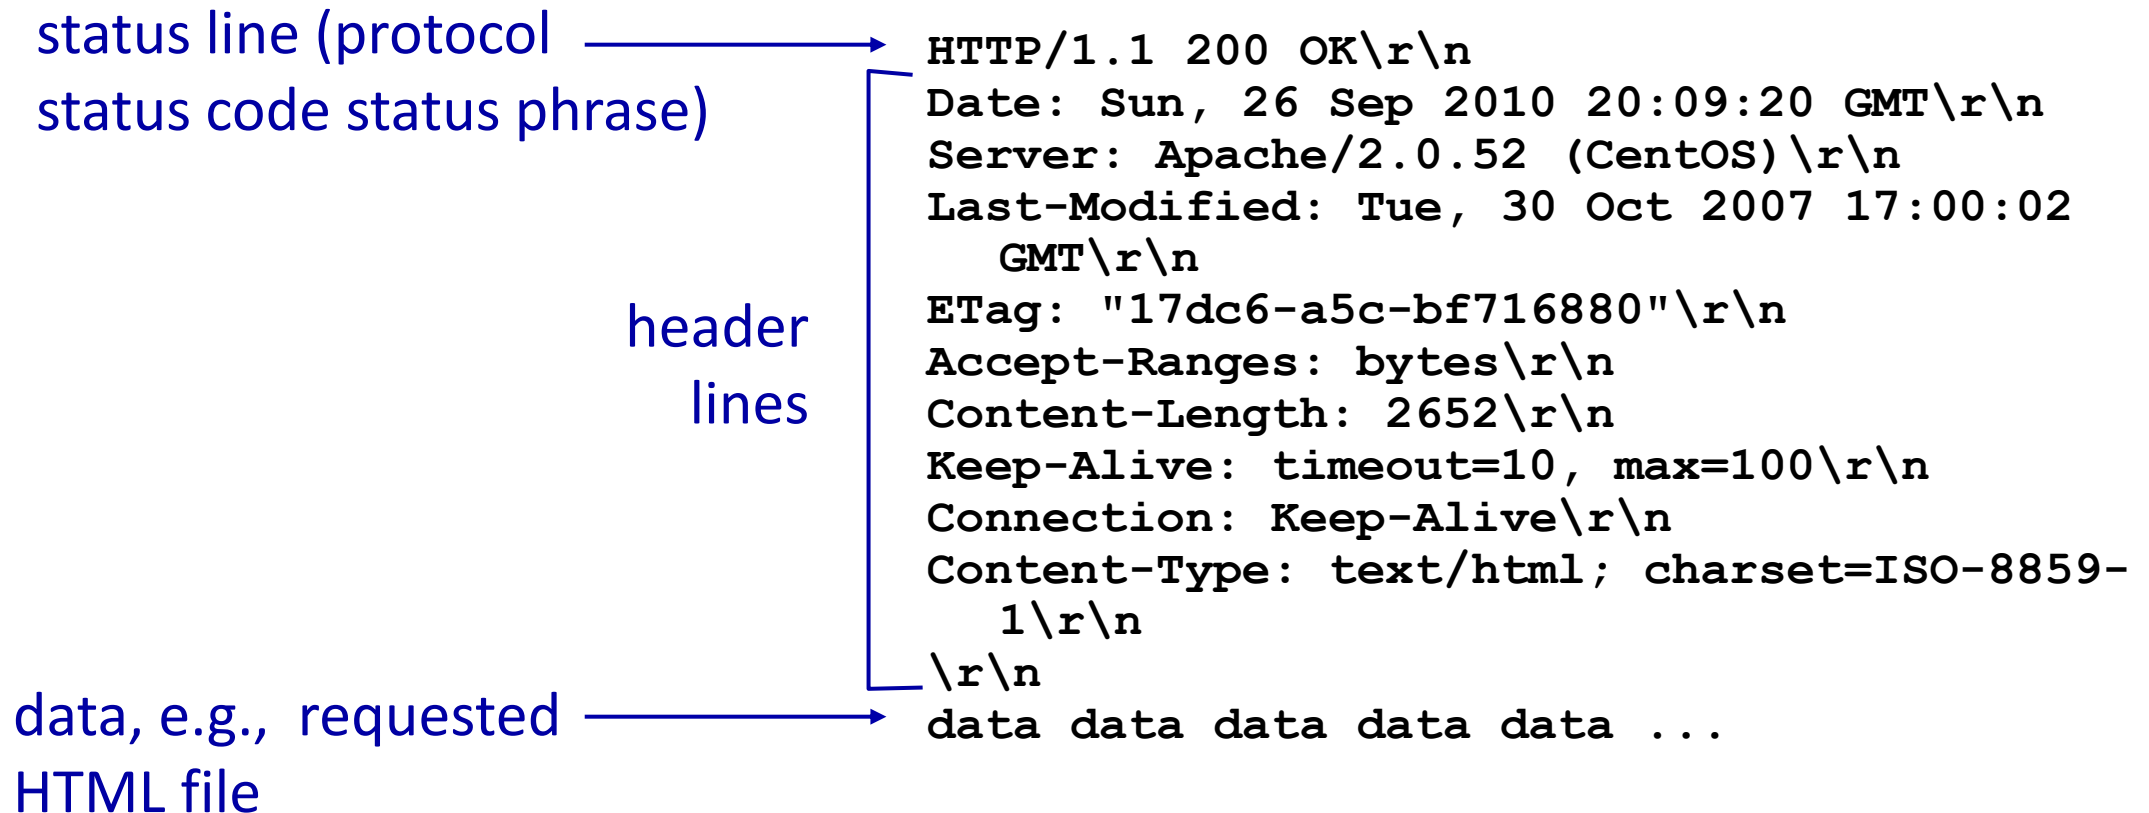 status line (protocol
status code status phrase)
HTTP/1.1 200 OK\r\n
Date: Sun, 26 Sep 2010 20:09:20 GMT\r\n
Server: Apache/2.0.52 (CentOS)\r\n
Last-Modified: Tue, 30 Oct 2007 17:00:02
GMT\r\n
ETag: "17dc6-a5c-bf716880"\r\n
Accept-Ranges: bytes\r\n
Content-Length: 2652\r\n
Keep-Alive: timeout=10, max=100\r\n
Connection: Keep-Alive\r\n
Content-Type: text/html; charset=ISO-8859-
1\r\n
\r\n
header
lines
data data data data data ...
data, e.g., requested
HTML file